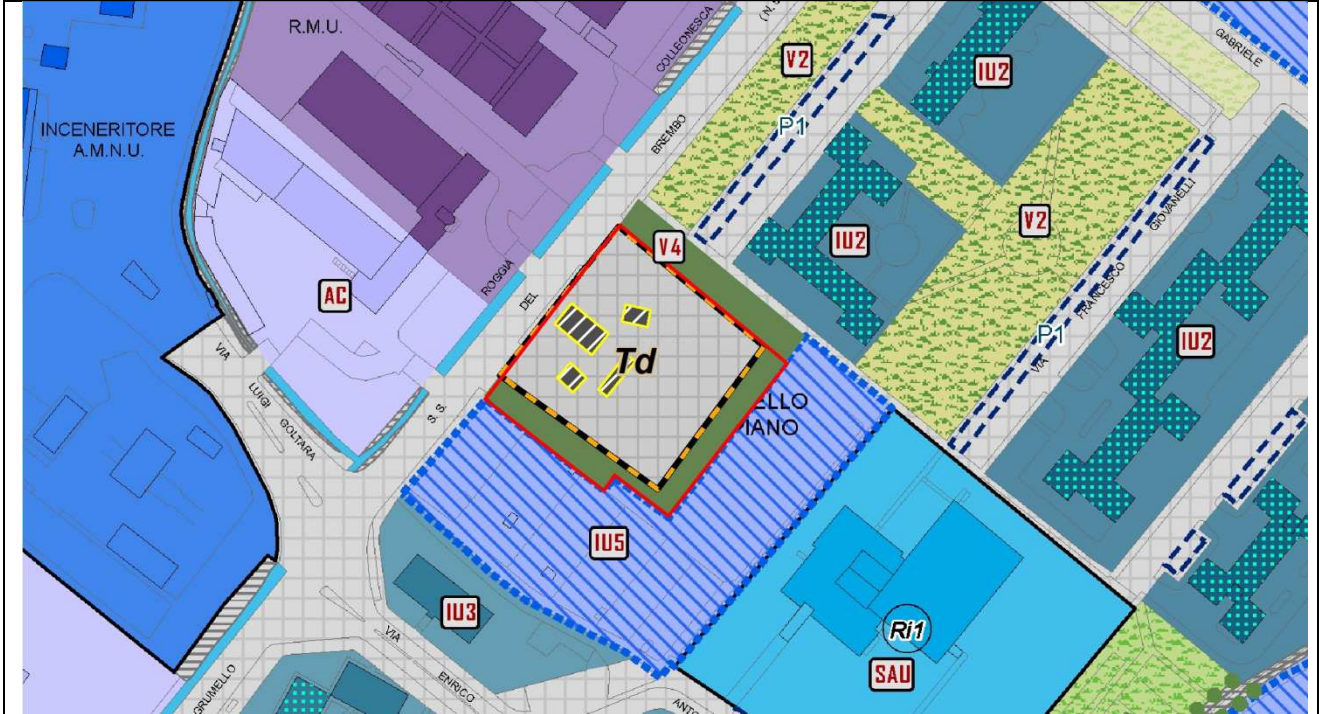 R.M.U.
COLLEONESCA
(N.
V2
IU2
GABRIELE
INCENERITORE
A.M.N.U.
BREMBO
P1
GIOVANELLI
V4
IU2
V2
AC
ROGGIA
DEL
FRANCESCO
P1
VIA
IU2
Td
VIA
LUIGI
GOLTARA
S. S.
ELLO
IANO
IU5
IU3
Ri1
VIA
ENRICO
SAU
GRUMELLO
ANTO